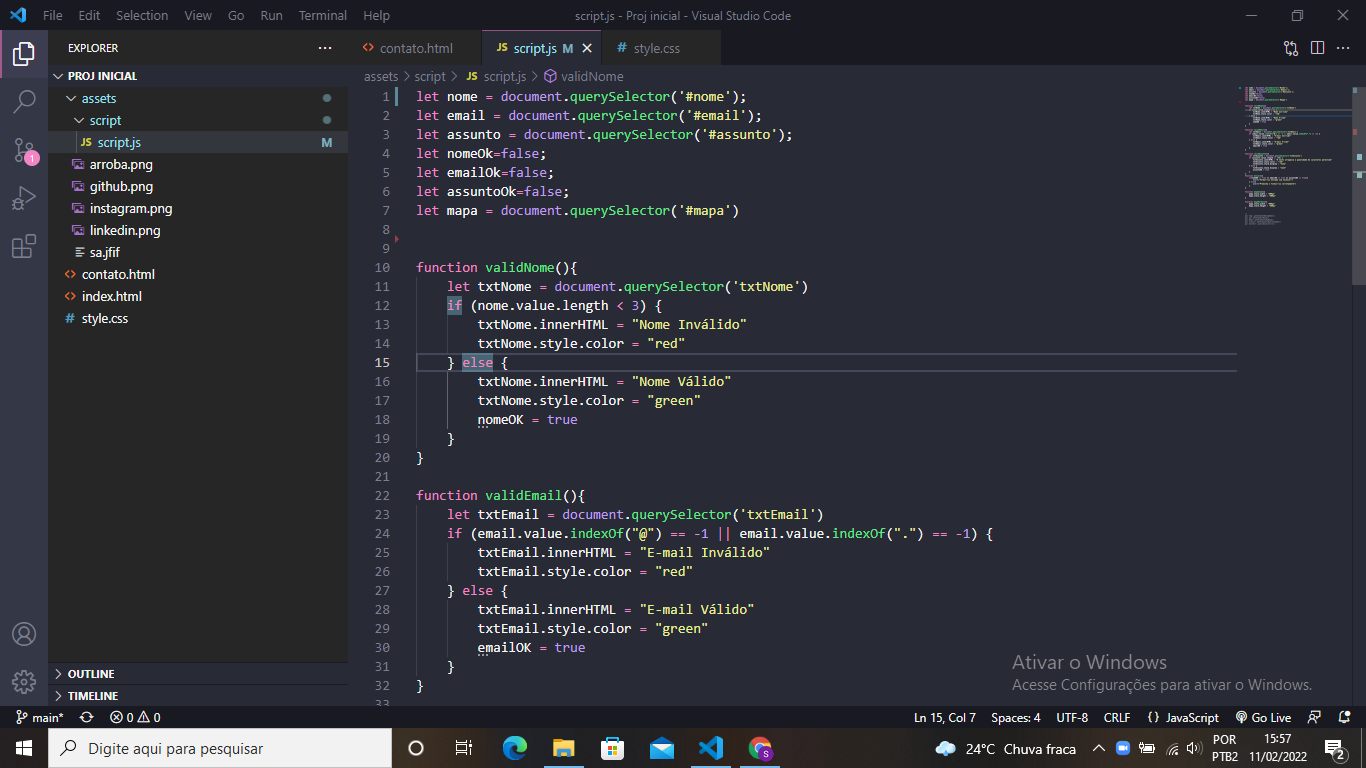 File Edit Selection View Go Run Terminal Help script.js - Proj inicial - Visual Studio Code
EXPLORER
contato.html
JS script.js M
# style.css
PROJ INICIAL
assets
script
JS script.js M
arroba.png
github.png
instagram.png
linkedin.png
sa.jfif
contato.html
index.html
# style.css
OUTLINE
TIMELINE
1
assets > script > JS script.js > validNome
1 let nome = document.querySelector('#nome');
2 let email = document.querySelector('#email');
3 let assunto = document.querySelector('#assunto');
4 let nomeOk=false;
5 let emailOk=false;
6 let assuntoOk=false;
7 let mapa = document.querySelector('#mapa')
8
9
10 function validNome(){
11 let txtNome = document.querySelector('txtNome')
12 if (nome.value.length < 3) {
13 txtNome.innerHTML = "Nome Inválido"
14 txtNome.style.color = "red"
15 } else {
16 txtNome.innerHTML = "Nome Válido"
17 txtNome.style.color = "green"
18 nomeOK = true
19 }
20 }
21
22 function validEmail(){
23 let txtEmail = document.querySelector('txtEmail')
24 if (email.value.indexOf("@") == -1 || email.value.indexOf(".") == -1) {
25 txtEmail.innerHTML = "E-mail Inválido"
26 txtEmail.style.color = "red"
27 } else {
28 txtEmail.innerHTML = "E-mail Válido"
29 txtEmail.style.color = "green"
30 emailOK = true
31 }
32 }
33
Ativar o Windows
Acesse Configurações para ativar o Windows.
main* 0 0 Ln 15, Col 7 Spaces: 4 UTF-8 CRLF {} JavaScript Go Live
Digite aqui para pesquisar
S
24°C Chuva fraca
POR
PTB2
15:57
11/02/2022
2